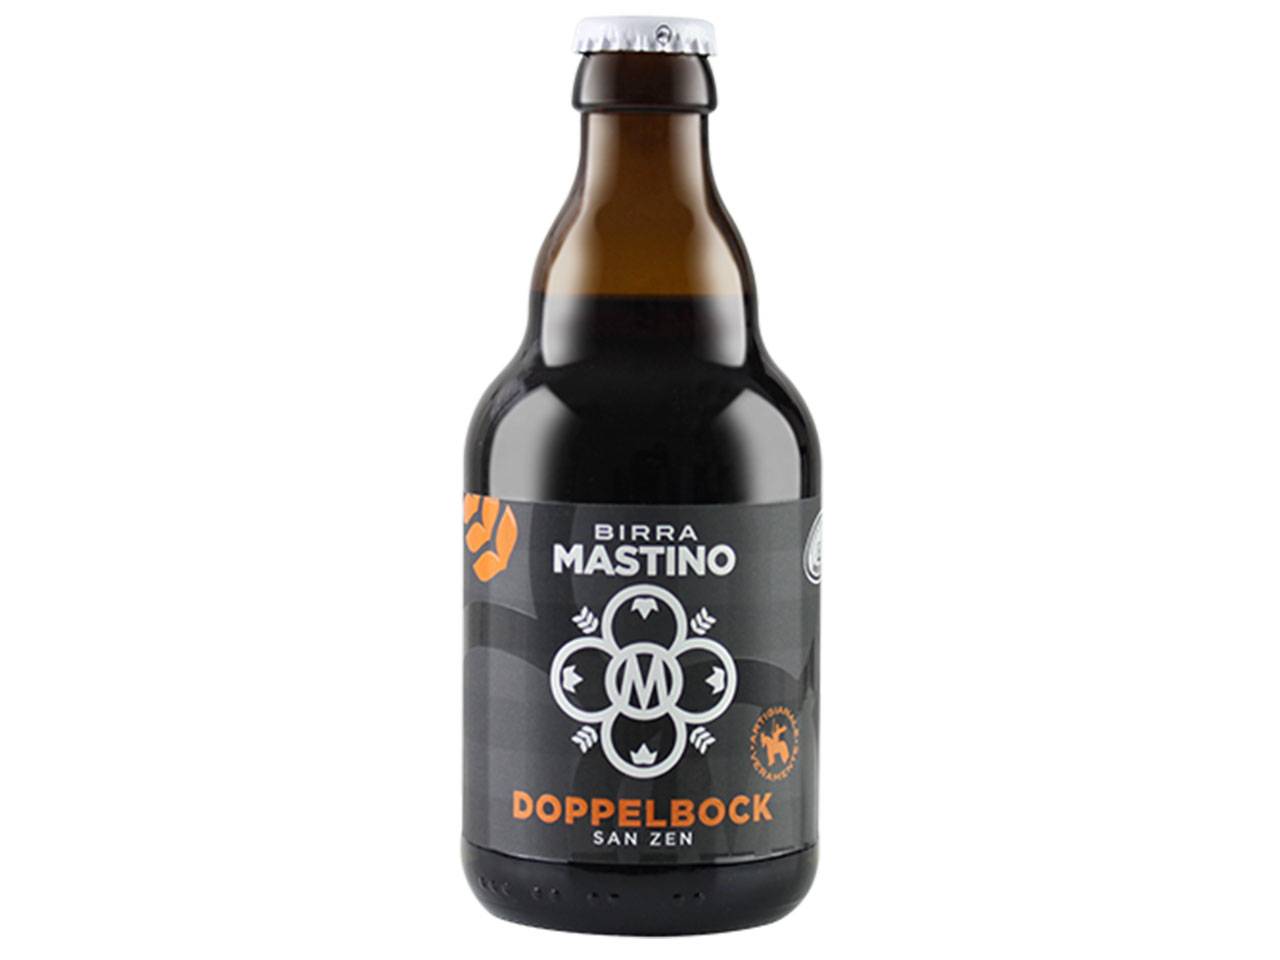 BIRRA
MASTINO
M
ARTIGIANALE
VERAMENTE
DOPPELBOCK
SAN ZEN